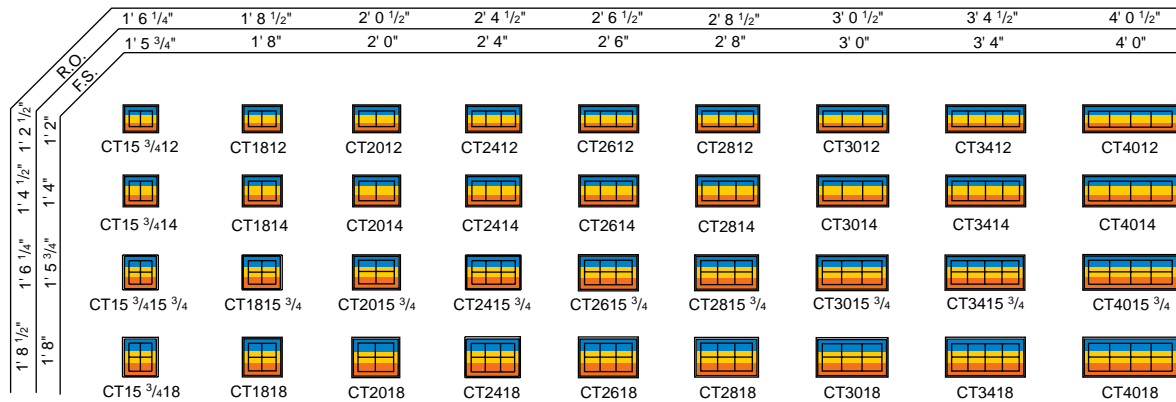 1' 6 1/4" 1' 8 1/2" 2' 0 1/2" 2' 4 1/2" 2' 6 1/2" 2' 8 1/2" 3' 0 1/2" 3' 4 1/2" 4' 0 1/2"
R.O.
1' 5 3/4" 1' 8" 2' 0" 2' 4" 2' 6" 2' 8" 3' 0" 3' 4" 4' 0"
F.S.
1' 2 1/2" 1' 2"
CT15 3/412 CT1812 CT2012 CT2412 CT2612 CT2812 CT3012 CT3412 CT4012
1' 4 1/2" 1' 4"
CT15 3/414 CT1814 CT2014 CT2414 CT2614 CT2814 CT3014 CT3414 CT4014
1' 6 1/4" 1' 5 3/4"
CT15 3/415 3/4 CT1815 3/4 CT2015 3/4 CT2415 3/4 CT2615 3/4 CT2815 3/4 CT3015 3/4 CT3415 3/4 CT4015 3/4
1' 8 1/2" 1' 8"
CT15 3/418 CT1818 CT2018 CT2418 CT2618 CT2818 CT3018 CT3418 CT4018